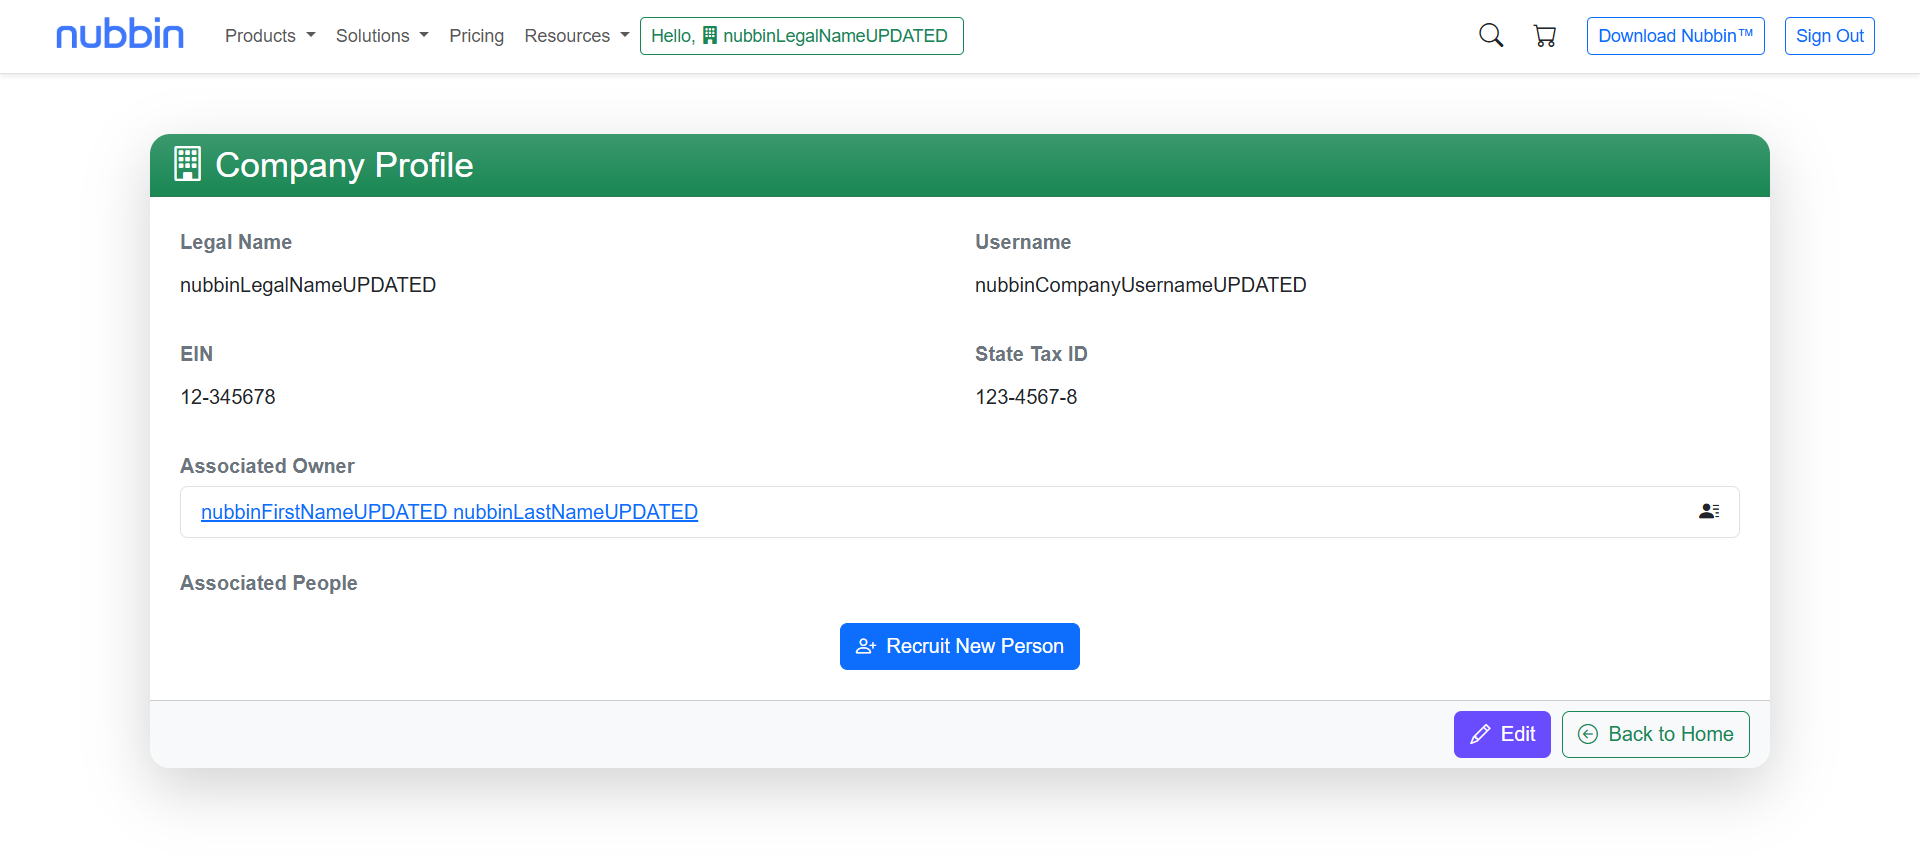 nubbin Products Solutions Pricing Resources Hello, nubbinLegalNameUPDATED Download Nubbin™ Sign Out
Company Profile
Legal Name Username
nubbinLegalNameUPDATED nubbinCompanyUsernameUPDATED
EIN State Tax ID
12-345678 123-4567-8
Associated Owner
nubbinFirstNameUPDATED nubbinLastNameUPDATED
Associated People
Recruit New Person
Edit Back to Home